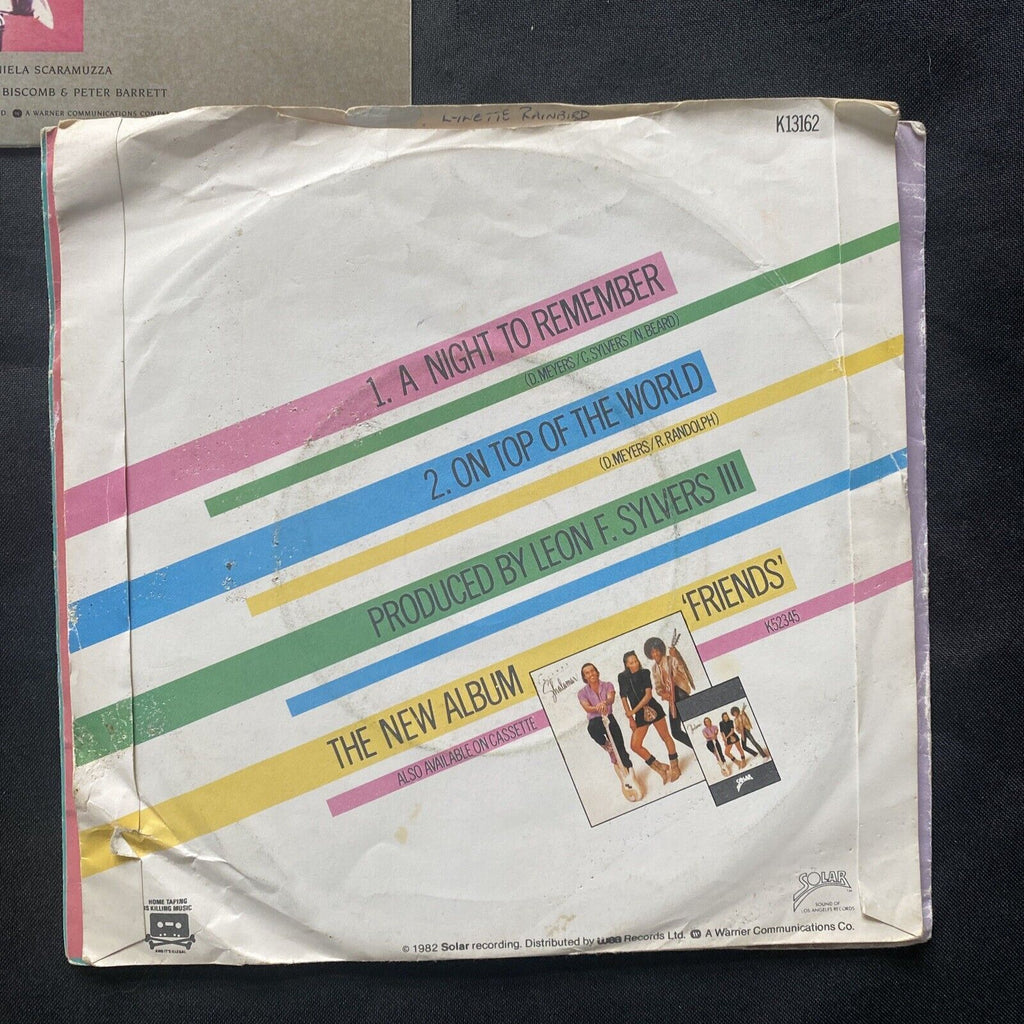 SCARAMUZZA
BISCOMB & PETER BARRETT
A WARNER COMMUNICATIONS
LYNETTE RAINBIRD
K13162
1. A NIGHT TO REMEMBER
(D.MEYERS/C.SYLVERS/N.BEARD)
2. ON TOP OF THE WORLD
(D.MEYERS/R.RANDOLPH)
PRODUCED BY LEON F. SYLVERS III
THE NEW ALBUM 'FRIENDS'
ALSO AVAILABLE ON CASSETTE
K52345
Shalamar
SOLAR
HOME TAPING
IS KILLING MUSIC
AND IT'S ILLEGAL
SOLAR
SOUND OF
LOS ANGELES RECORDS
© 1982 Solar recording. Distributed by wea Records Ltd. A Warner Communications Co.